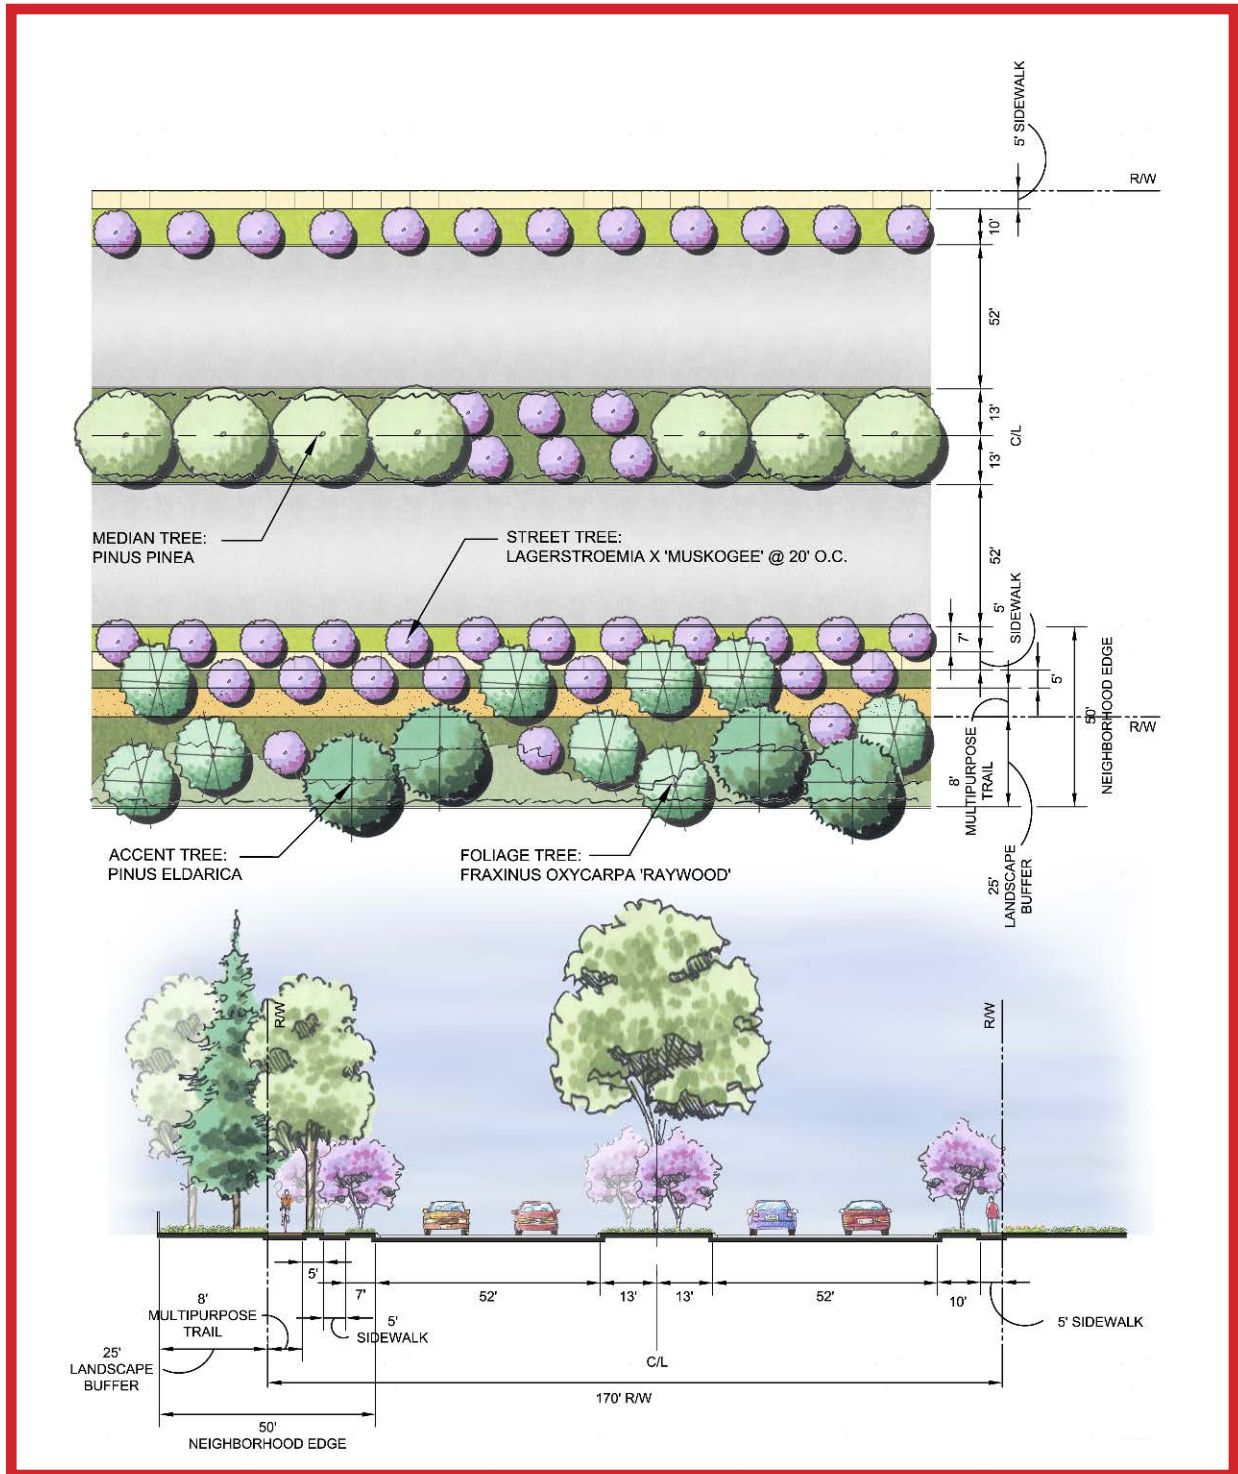 5' SIDEWALK
R/W
10'
52'
13'
C/L
13'
52'
MEDIAN TREE:
PINUS PINEA
STREET TREE:
LAGERSTROEMIA X 'MUSKOGEE' @ 20' O.C.
5'
SIDEWALK
7'
5'
50'
NEIGHBORHOOD EDGE
R/W
8'
MULTIPURPOSE
TRAIL
ACCENT TREE:
PINUS ELDARICA
FOLIAGE TREE:
FRAXINUS OXYCARPA 'RAYWOOD'
25'
LANDSCAPE
BUFFER
R/W
R/W
5'
7'
52'
13'
13'
52'
10'
8'
MULTIPURPOSE
TRAIL
5'
SIDEWALK
5' SIDEWALK
25'
LANDSCAPE
BUFFER
C/L
170' R/W
50'
NEIGHBORHOOD EDGE